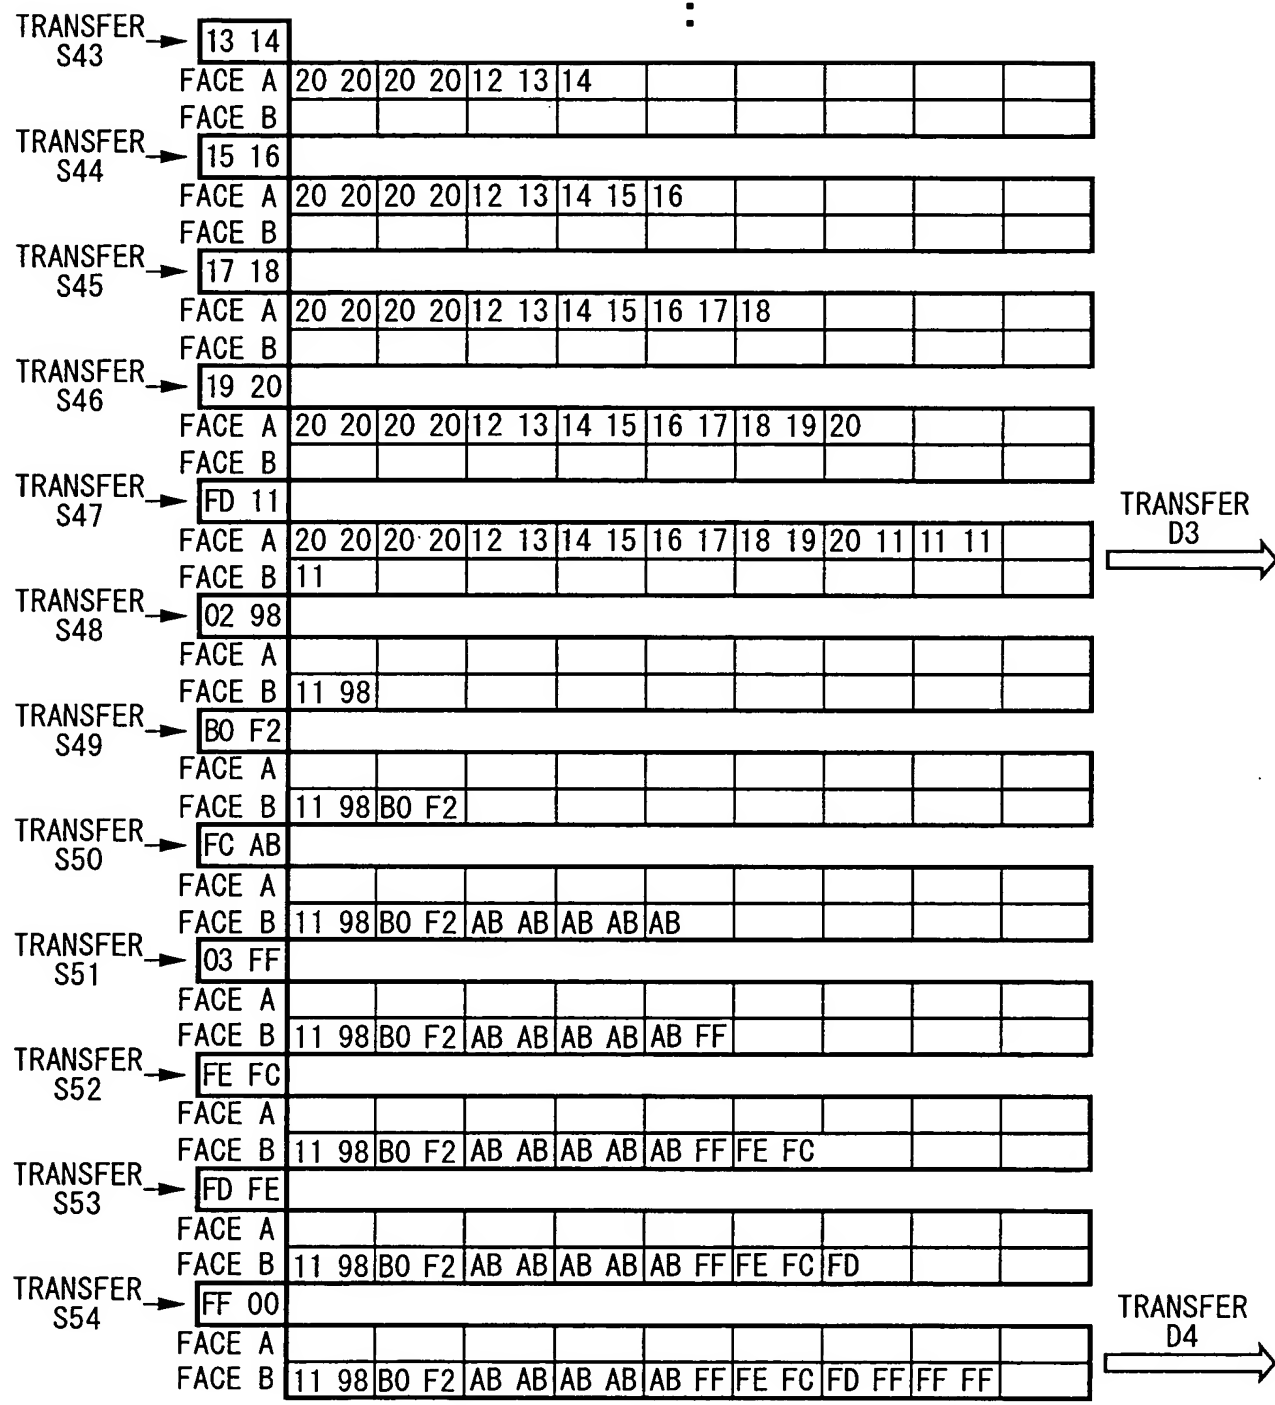 :
TRANSFER S43 13 14
FACE A 20 20 20 20 12 13 14
FACE B
TRANSFER S44 15 16
FACE A 20 20 20 20 12 13 14 15 16
FACE B
TRANSFER S45 17 18
FACE A 20 20 20 20 12 13 14 15 16 17 18
FACE B
TRANSFER S46 19 20
FACE A 20 20 20 20 12 13 14 15 16 17 18 19 20
FACE B
TRANSFER S47 FD 11
TRANSFER D3
FACE A 20 20 20 20 12 13 14 15 16 17 18 19 20 11 11 11
FACE B 11
TRANSFER S48 02 98
FACE A
FACE B 11 98
TRANSFER S49 B0 F2
FACE A
FACE B 11 98 B0 F2
TRANSFER S50 FC AB
FACE A
FACE B 11 98 B0 F2 AB AB AB AB AB
TRANSFER S51 03 FF
FACE A
FACE B 11 98 B0 F2 AB AB AB AB AB FF
TRANSFER S52 FE FC
FACE A
FACE B 11 98 B0 F2 AB AB AB AB AB FF FE FC
TRANSFER S53 FD FE
FACE A
FACE B 11 98 B0 F2 AB AB AB AB AB FF FE FC FD
TRANSFER S54 FF 00
TRANSFER D4
FACE A
FACE B 11 98 B0 F2 AB AB AB AB AB FF FE FC FD FF FF FF